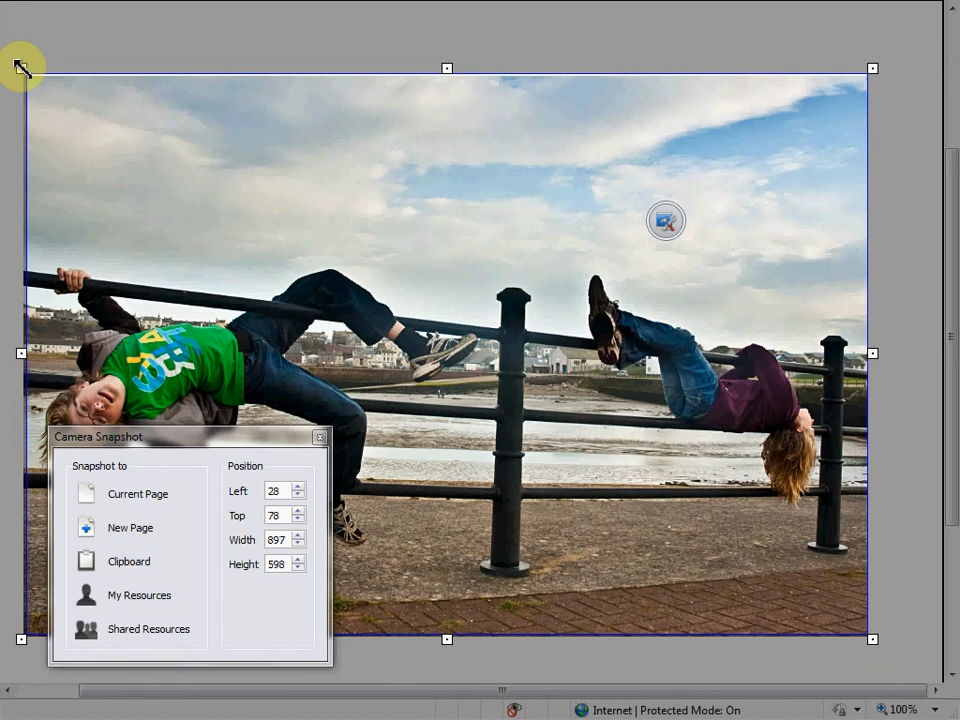 Camera Snapshot
Snapshot to
Current Page
New Page
Clipboard
My Resources
Shared Resources
Position
Left 28
Top 78
Width 897
Height 598
Internet | Protected Mode: On
100%